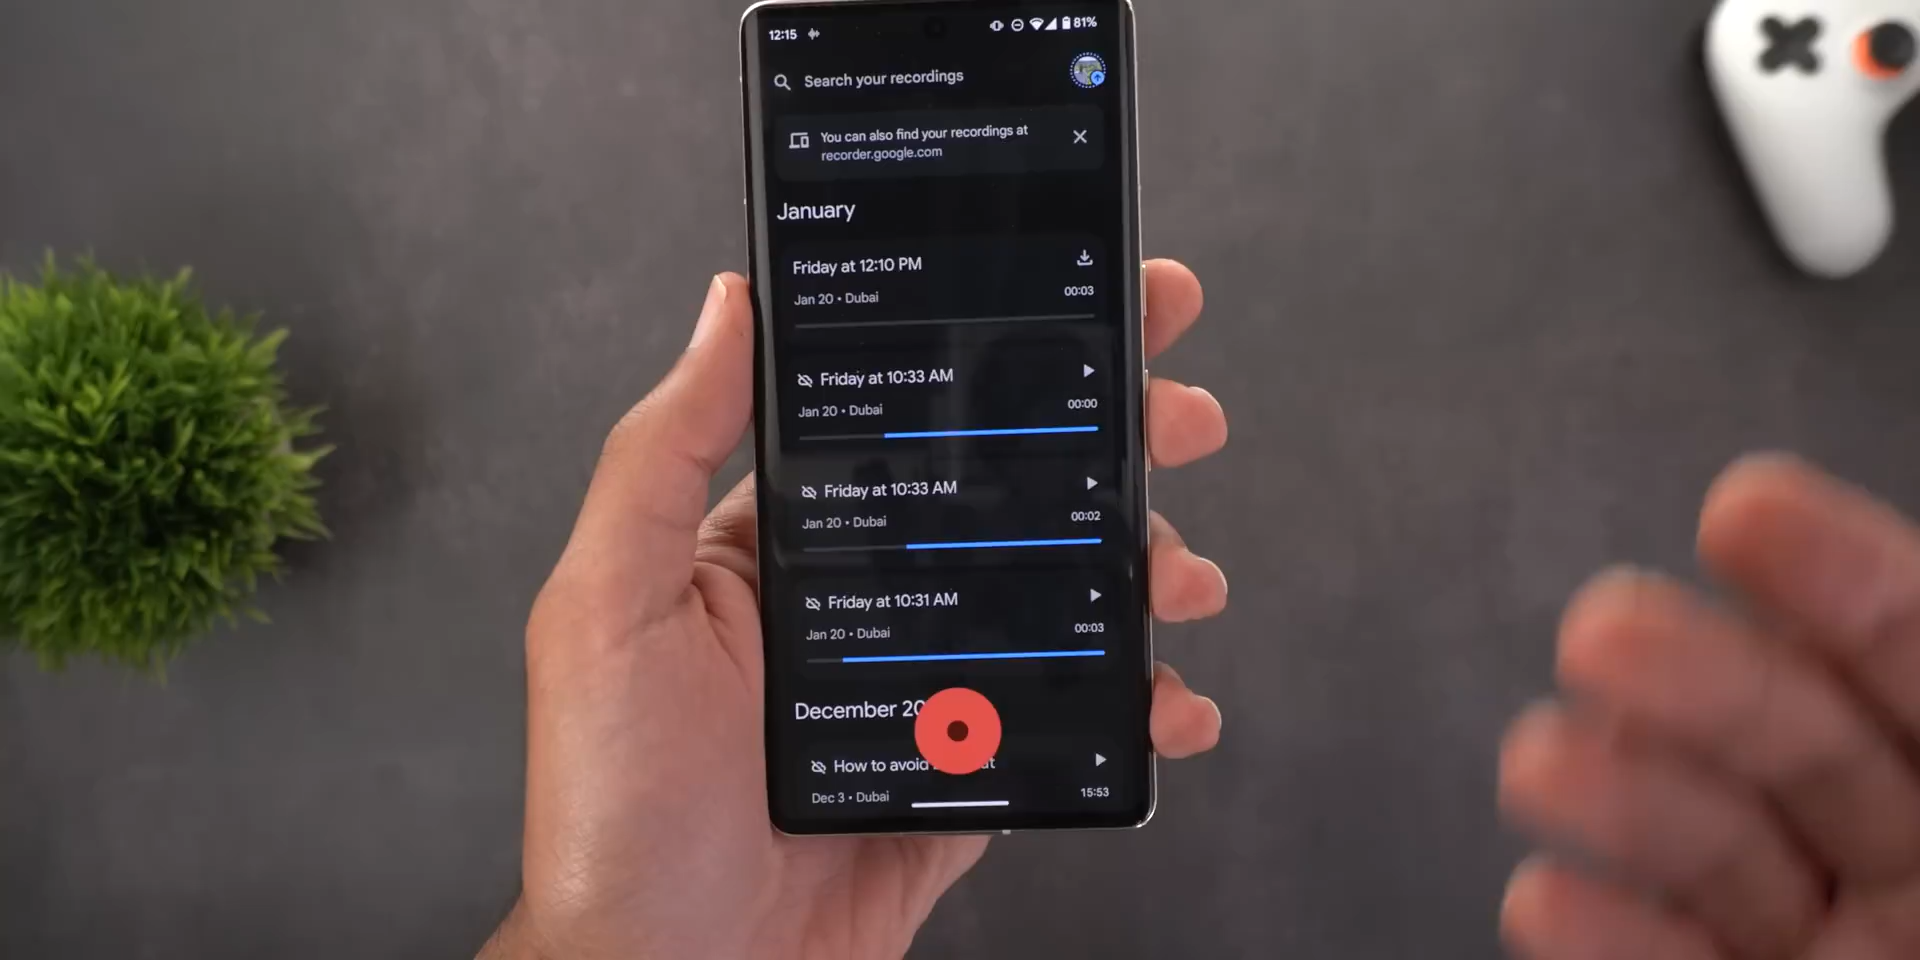 12:15
81%
Search your recordings
You can also find your recordings at
recorder.google.com
January
Friday at 12:10 PM
Jan 20 • Dubai
00:03
Friday at 10:33 AM
Jan 20 • Dubai
00:00
Friday at 10:33 AM
Jan 20 • Dubai
00:02
Friday at 10:31 AM
Jan 20 • Dubai
00:03
December 20
How to avoid
Dec 3 • Dubai
15:53